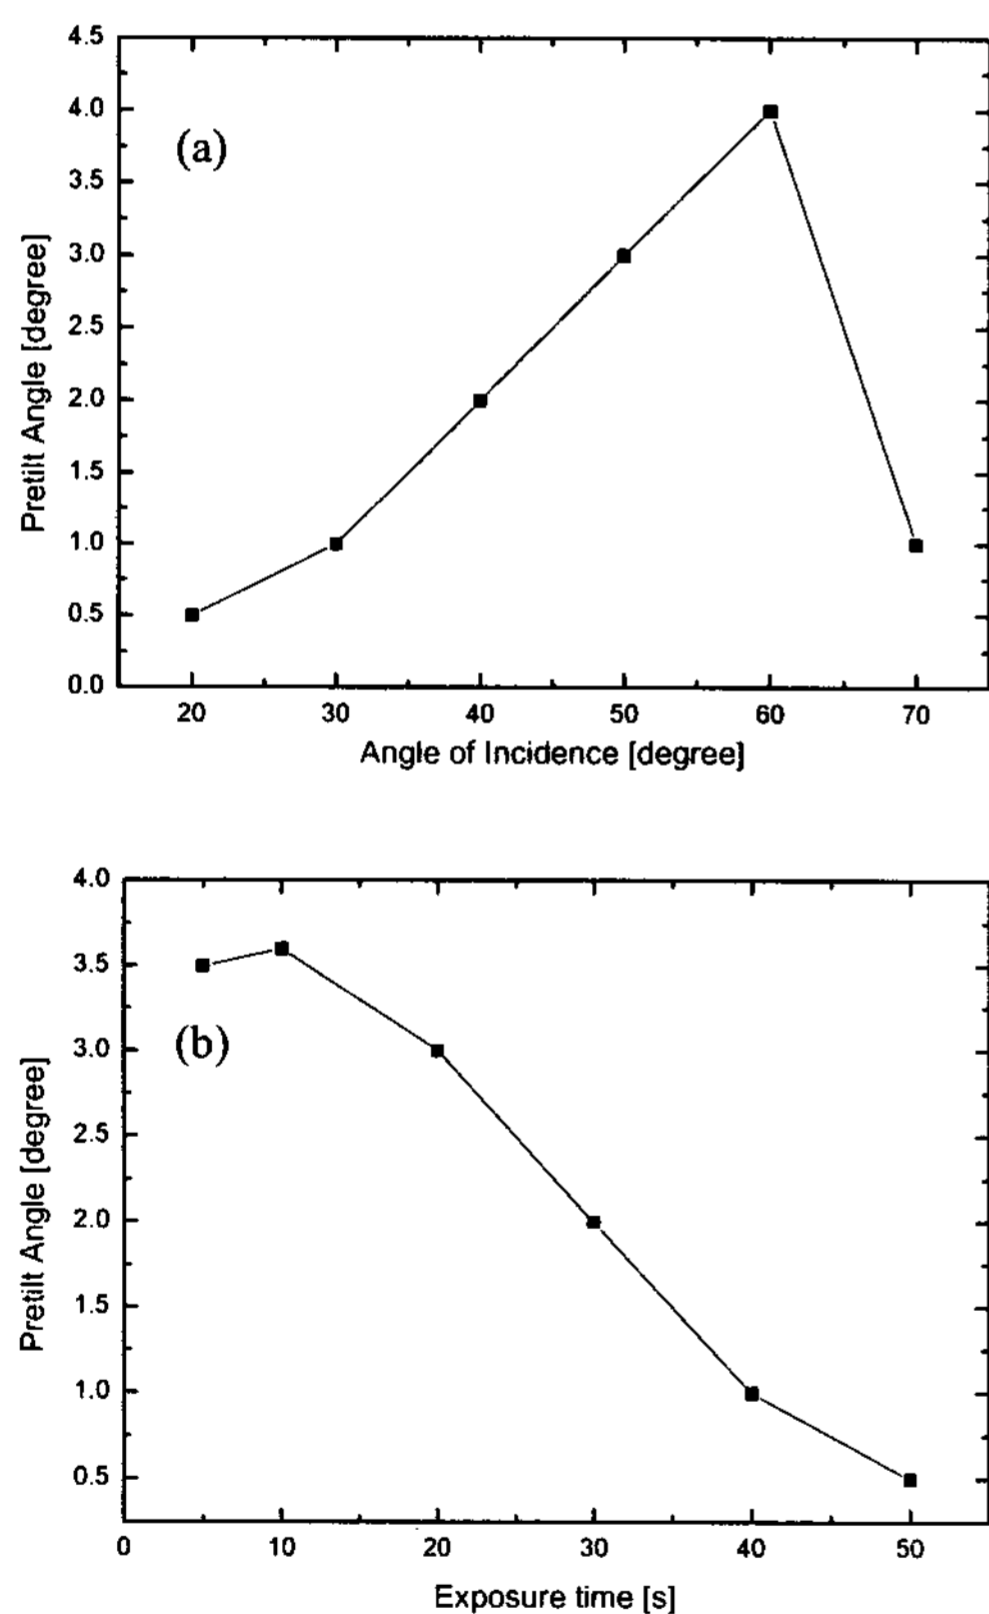 4.5
4.0
(a)
3.5
3.0
2.5
2.0
1.5
1.0
0.5
0.0
Pretilt Angle [degree]
20 30 40 50 60 70
Angle of Incidence [degree]
4.0
3.5
(b)
3.0
2.5
2.0
1.5
1.0
0.5
Pretilt Angle [degree]
0 10 20 30 40 50
Exposure time [s]